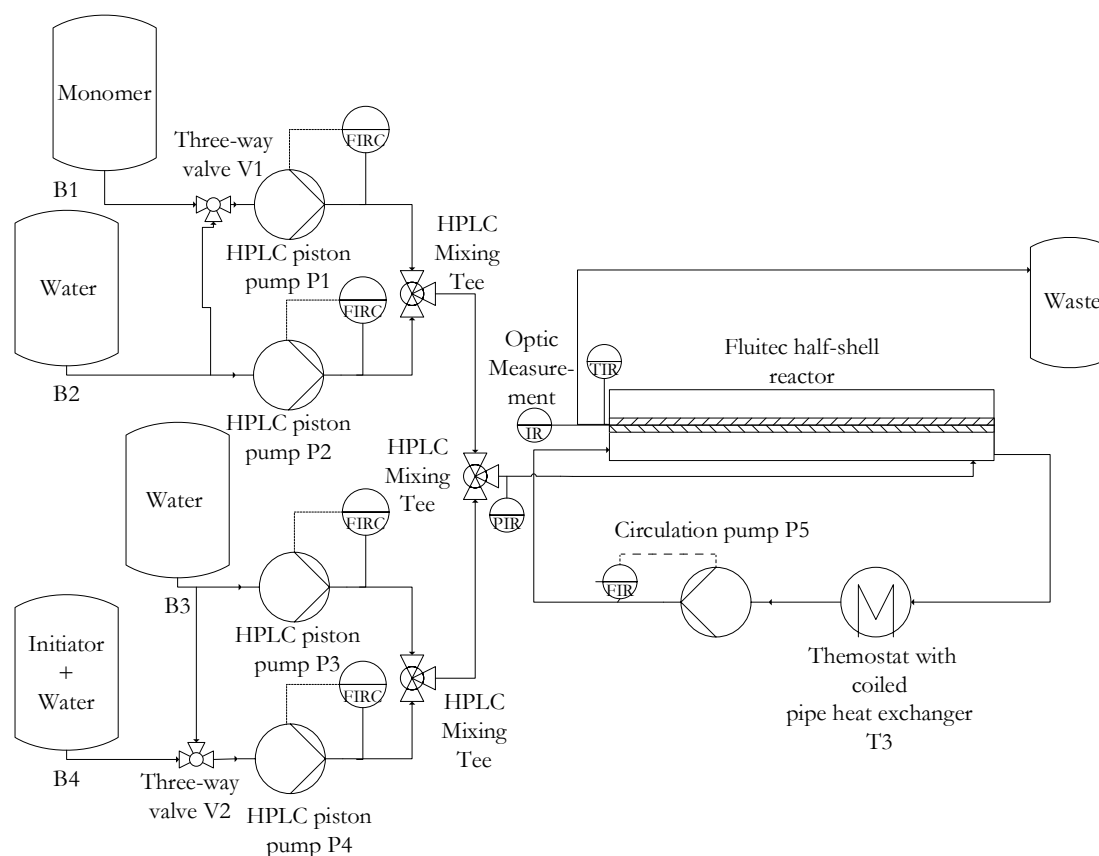 Monomer
B1
Three-way
valve V1
FIRC
HPLC piston
pump P1
HPLC
Mixing
Tee
Water
B2
FIRC
HPLC piston
pump P2
Optic
Measure-
ment
IR
TIR
Fluitec half-shell
reactor
Waste
HPLC
Mixing
Tee
PIR
Water
B3
FIRC
HPLC piston
pump P3
Circulation pump P5
FIR
Themostat with
coiled
pipe heat exchanger
T3
Initiator
+
Water
B4
Three-way
valve V2
FIRC
HPLC piston
pump P4
HPLC
Mixing
Tee